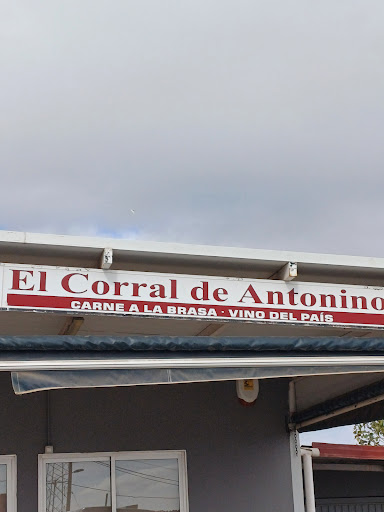 El Corral de Antonino
CARNE A LA BRASA · VINO DEL PAÍS